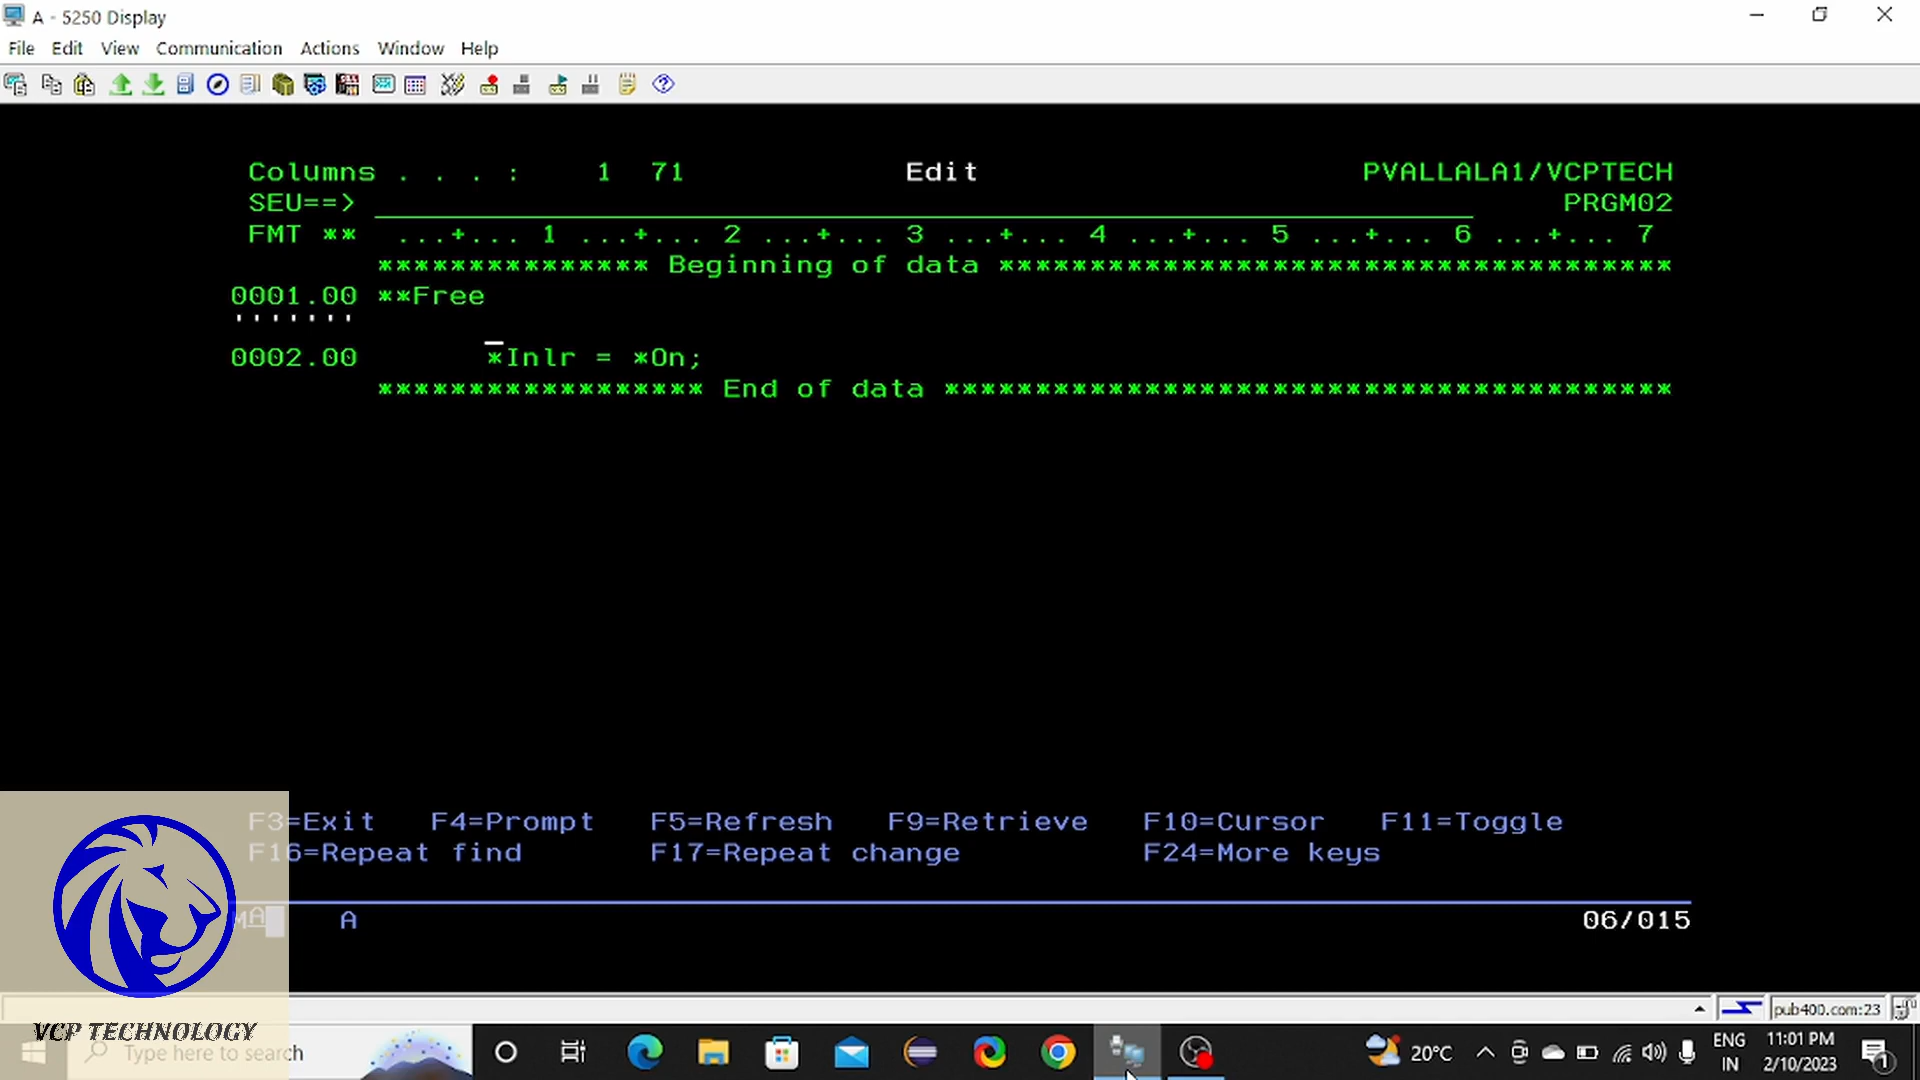 A - 5250 Display
File Edit View Communication Actions Window Help
Columns . . . : 1 71 Edit PVALLALA1/VCPTECH
SEU==> PRGM02
FMT ** ...+... 1 ...+... 2 ...+... 3 ...+... 4 ...+... 5 ...+... 6 ...+... 7
*************** Beginning of data *************************************
0001.00 **Free
'''''''
0002.00 *Inlr = *On;
****************** End of data ****************************************
F3=Exit F4=Prompt F5=Refresh F9=Retrieve F10=Cursor F11=Toggle
F16=Repeat find F17=Repeat change F24=More keys
MA A 06/015
pub400.com:23
VCP TECHNOLOGY
Type here to search
20°C
ENG
IN
11:01 PM
2/10/2023
1